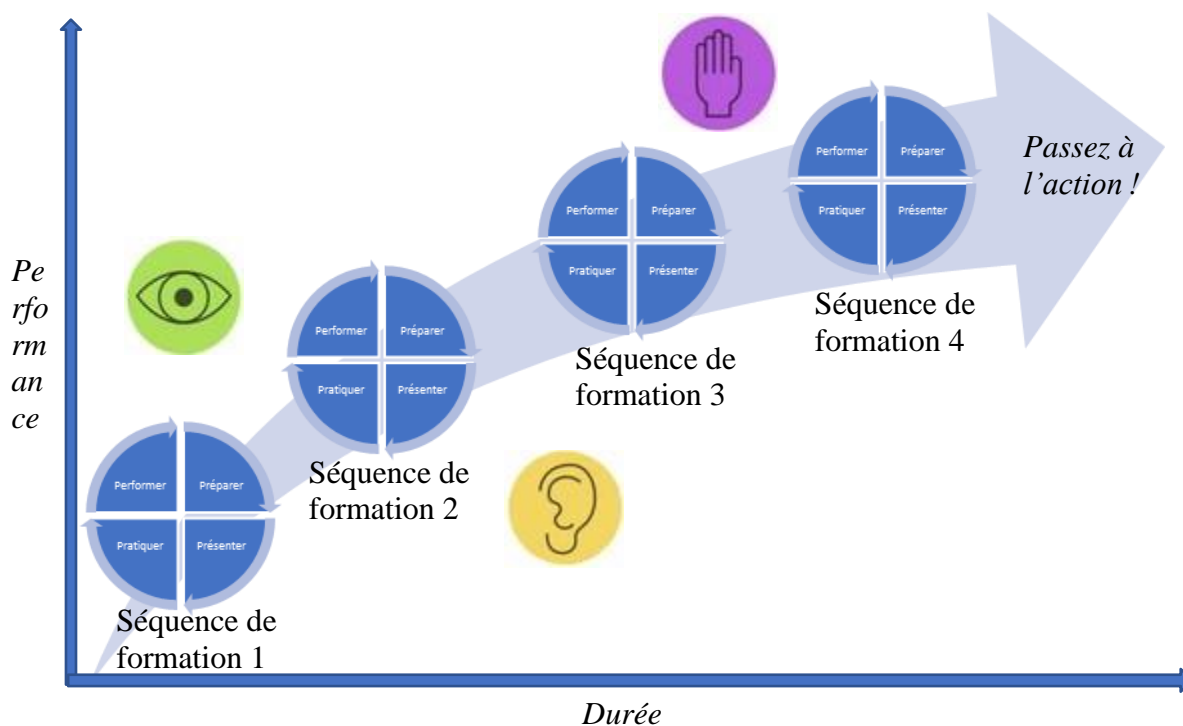 Performer Préparer
Passez à
l’action !
Pratiquer Présenter
Séquence de
formation 4
Performer Préparer
Pratiquer Présenter
Séquence de
formation 3
Pe
rfo
rm
an
ce
Performer Préparer
Pratiquer Présenter
Séquence de
formation 2
Performer Préparer
Pratiquer Présenter
Séquence de
formation 1
Durée